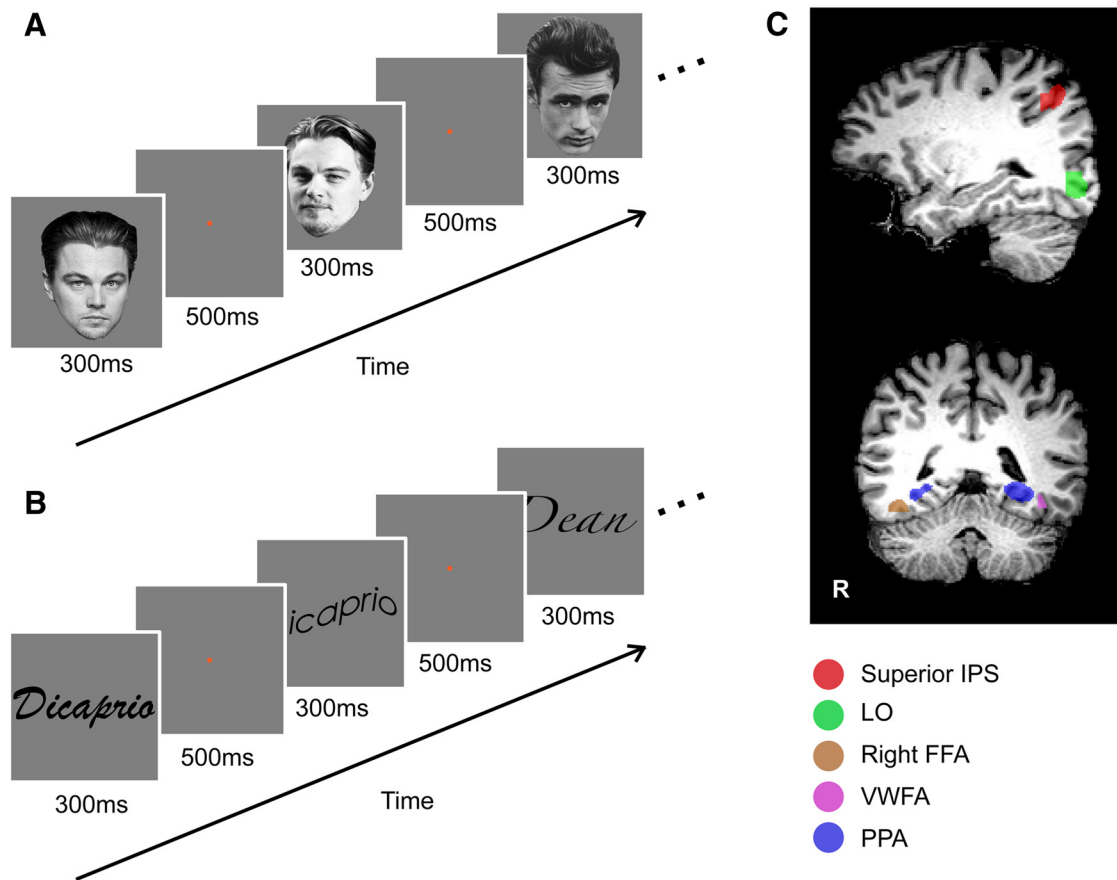 A
300ms
500ms
300ms
500ms
300ms
Time
B
Dicaprio
300ms
500ms
icaprio
300ms
500ms
Dean
300ms
Time
C
R
Superior IPS
LO
Right FFA
VWFA
PPA